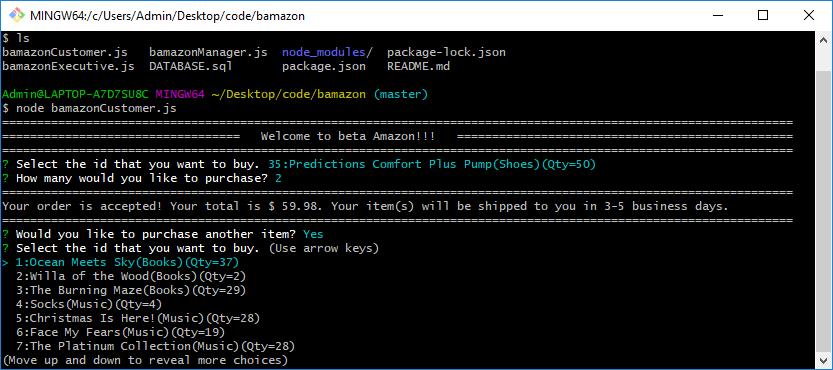 MINGW64:/c/Users/Admin/Desktop/code/bamazon
$ ls
bamazonCustomer.js   bamazonManager.js  node_modules/  package-lock.json
bamazonExecutive.js  DATABASE.sql       package.json   README.md
Admin@LAPTOP-A7D7SU8C MINGW64 ~/Desktop/code/bamazon (master)
$ node bamazonCustomer.js
=================================================================================================================
==================================   Welcome to beta Amazon!!!   ================================================
=================================================================================================================
? Select the id that you want to buy. 35:Predictions Comfort Plus Pump(Shoes)(Qty=50)
? How many would you like to purchase? 2
=================================================================================================================
Your order is accepted! Your total is $ 59.98. Your item(s) will be shipped to you in 3-5 business days.
=================================================================================================================
? Would you like to purchase another item? Yes
? Select the id that you want to buy. (Use arrow keys)
> 1:Ocean Meets Sky(Books)(Qty=37)
  2:Willa of the Wood(Books)(Qty=2)
  3:The Burning Maze(Books)(Qty=29)
  4:Socks(Music)(Qty=4)
  5:Christmas Is Here!(Music)(Qty=28)
  6:Face My Fears(Music)(Qty=19)
  7:The Platinum Collection(Music)(Qty=28)
(Move up and down to reveal more choices)